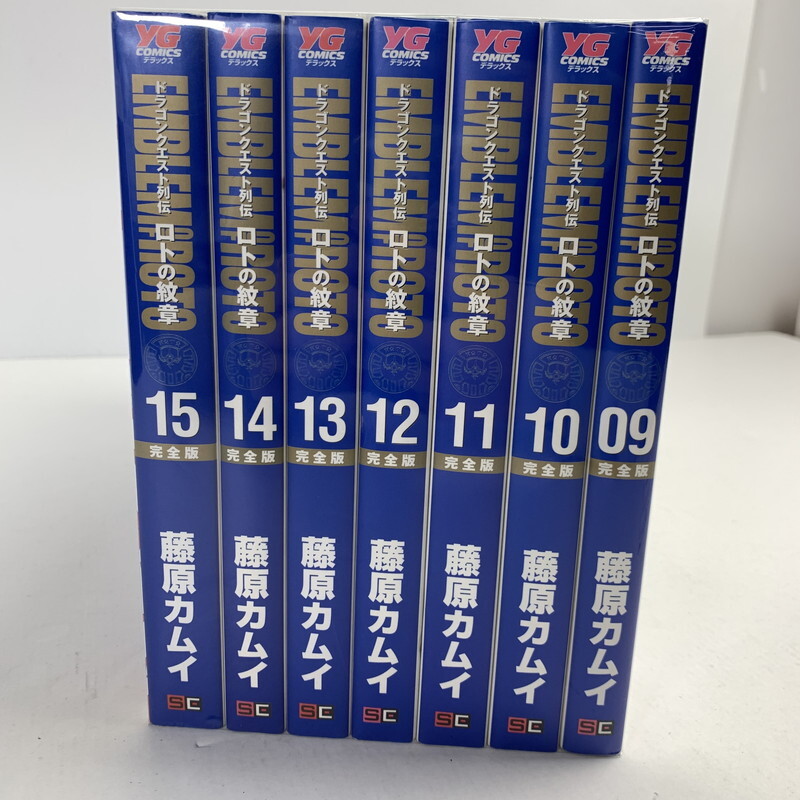 YG
COMICS
デラックス
EMBLEM OF ROTO
ドラゴンクエスト列伝
ロトの紋章
15
完全版
藤原カムイ
SE
YG
COMICS
デラックス
EMBLEM OF ROTO
ドラゴンクエスト列伝
ロトの紋章
14
完全版
藤原カムイ
SE
YG
COMICS
デラックス
EMBLEM OF ROTO
ドラゴンクエスト列伝
ロトの紋章
13
完全版
藤原カムイ
SE
YG
COMICS
デラックス
EMBLEM OF ROTO
ドラゴンクエスト列伝
ロトの紋章
12
完全版
藤原カムイ
SE
YG
COMICS
デラックス
EMBLEM OF ROTO
ドラゴンクエスト列伝
ロトの紋章
11
完全版
藤原カムイ
SE
YG
COMICS
デラックス
EMBLEM OF ROTO
ドラゴンクエスト列伝
ロトの紋章
10
完全版
藤原カムイ
SE
YG
COMICS
デラックス
EMBLEM OF ROTO
ドラゴンクエスト列伝
ロトの紋章
09
完全版
藤原カムイ
SE